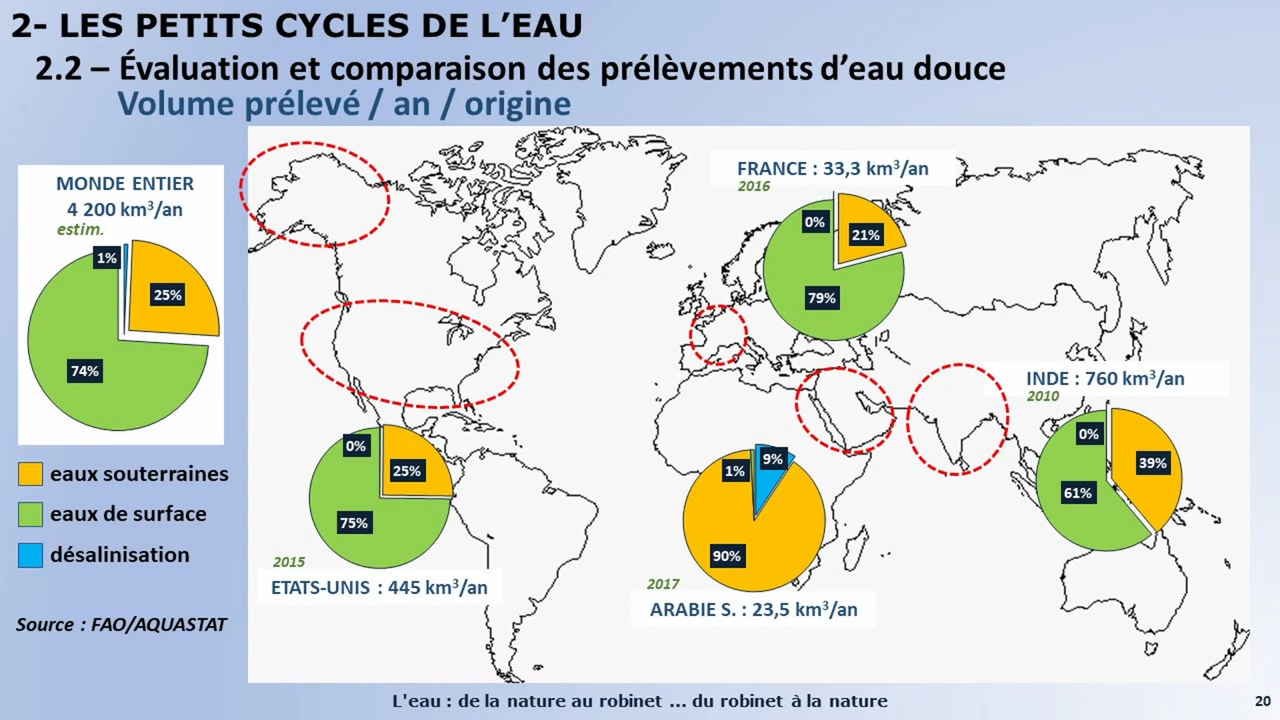 2- LES PETITS CYCLES DE L’EAU
2.2 – Évaluation et comparaison des prélèvements d’eau douce
Volume prélevé / an / origine
MONDE ENTIER
4 200 km³/an
estim.
1%
25%
74%
eaux souterraines
eaux de surface
désalinisation
Source : FAO/AQUASTAT
FRANCE : 33,3 km³/an
2016
0%
21%
79%
INDE : 760 km³/an
2010
0%
39%
61%
0%
25%
75%
2015
ETATS-UNIS : 445 km³/an
1%
9%
90%
2017
ARABIE S. : 23,5 km³/an
L'eau : de la nature au robinet ... du robinet à la nature
20